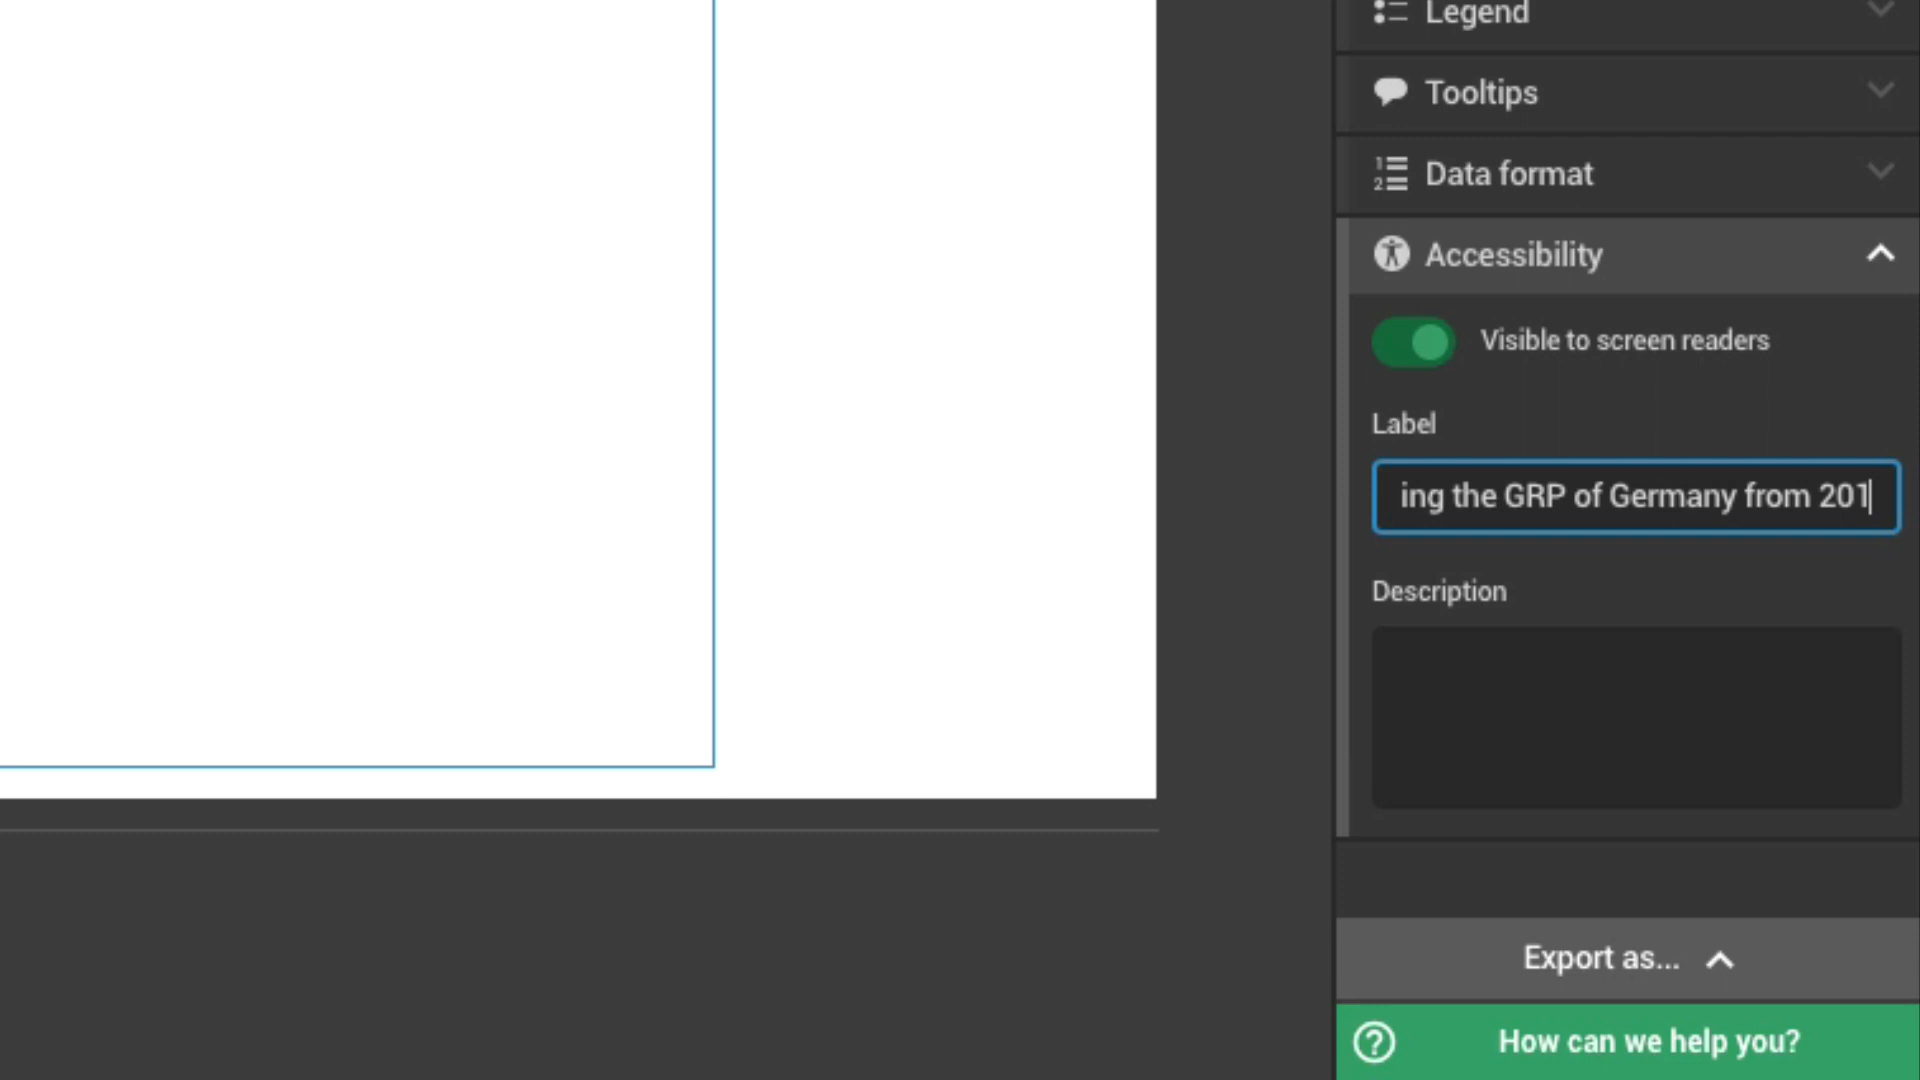 Legend
Tooltips
Data format
Accessibility
Visible to screen readers
Label
ing the GRP of Germany from 201
Description
Export as...
How can we help you?